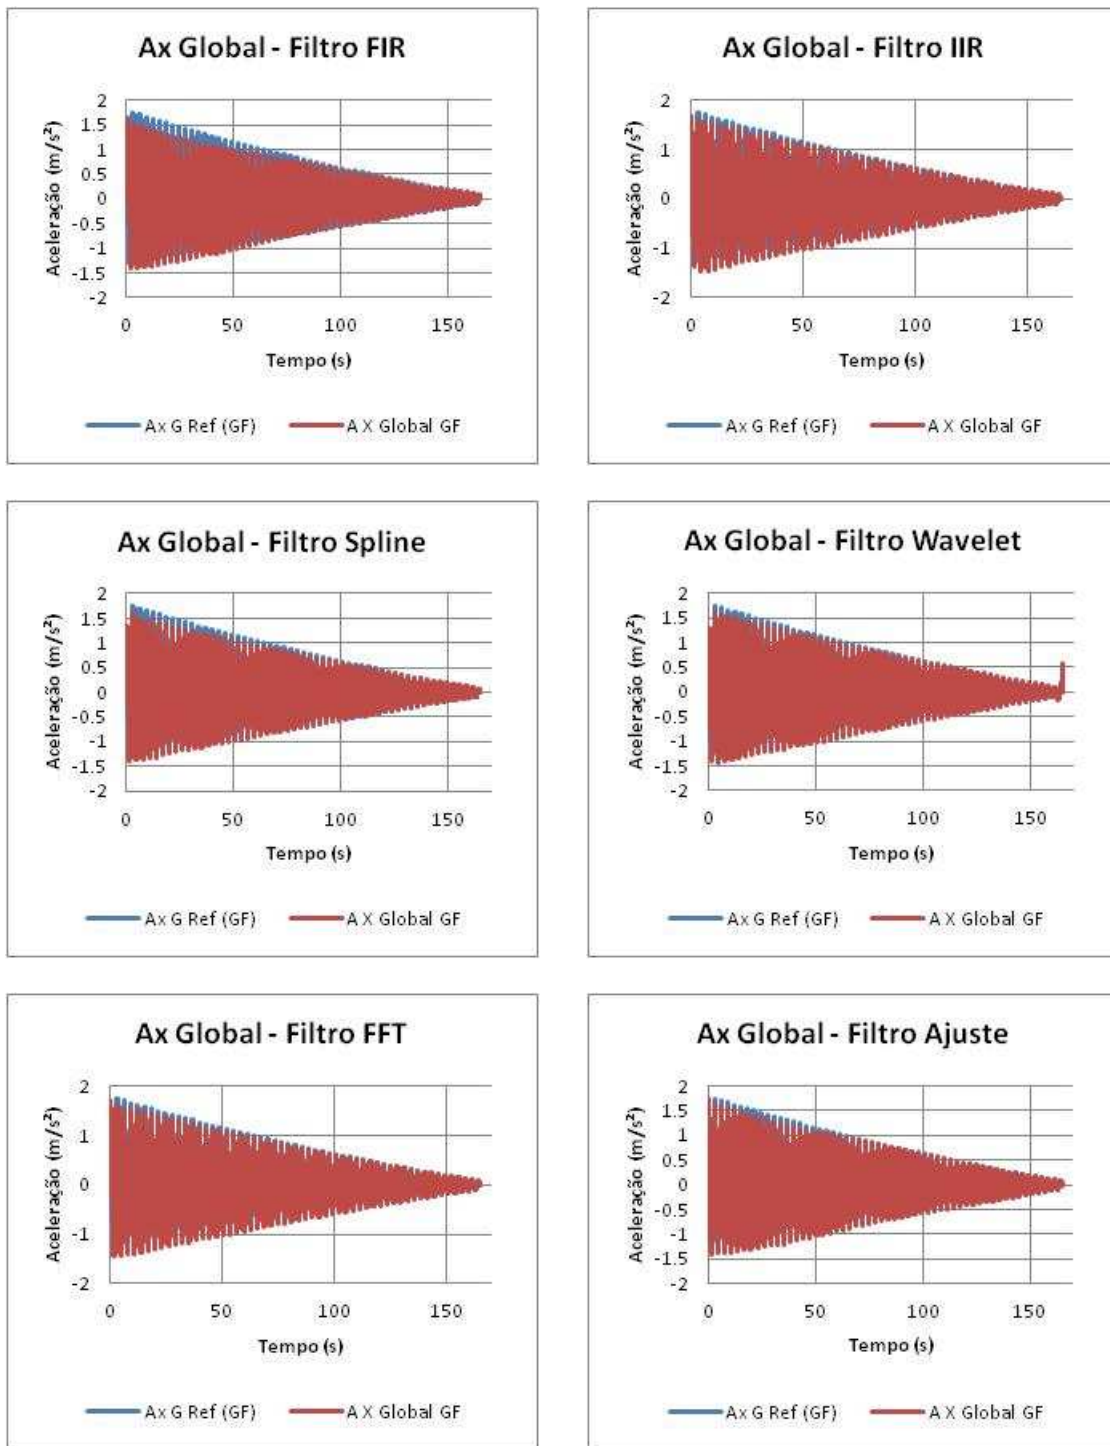 Ax Global - Filtro FIR
Aceleração (m/s²)
2
1.5
1
0.5
0
-0.5
-1
-1.5
-2
0 50 100 150
Tempo (s)
Ax G Ref (GF) A X Global GF
Ax Global - Filtro IIR
Aceleração (m/s²)
2
1
0
-1
-2
0 50 100 150
Tempo (s)
Ax G Ref (GF) A X Global GF
Ax Global - Filtro Spline
Aceleração (m/s²)
2
1.5
1
0.5
0
-0.5
-1
-1.5
-2
0 50 100 150
Tempo (s)
Ax G Ref (GF) A X Global GF
Ax Global - Filtro Wavelet
Aceleração (m/s²)
2
1.5
1
0.5
0
-0.5
-1
-1.5
-2
0 50 100 150
Tempo (s)
Ax G Ref (GF) A X Global GF
Ax Global - Filtro FFT
Aceleração (m/s²)
2
1
0
-1
-2
0 50 100 150
Tempo (s)
Ax G Ref (GF) A X Global GF
Ax Global - Filtro Ajuste
Aceleração (m/s²)
2
1.5
1
0.5
0
-0.5
-1
-1.5
-2
0 50 100 150
Tempo (s)
Ax G Ref (GF) A X Global GF